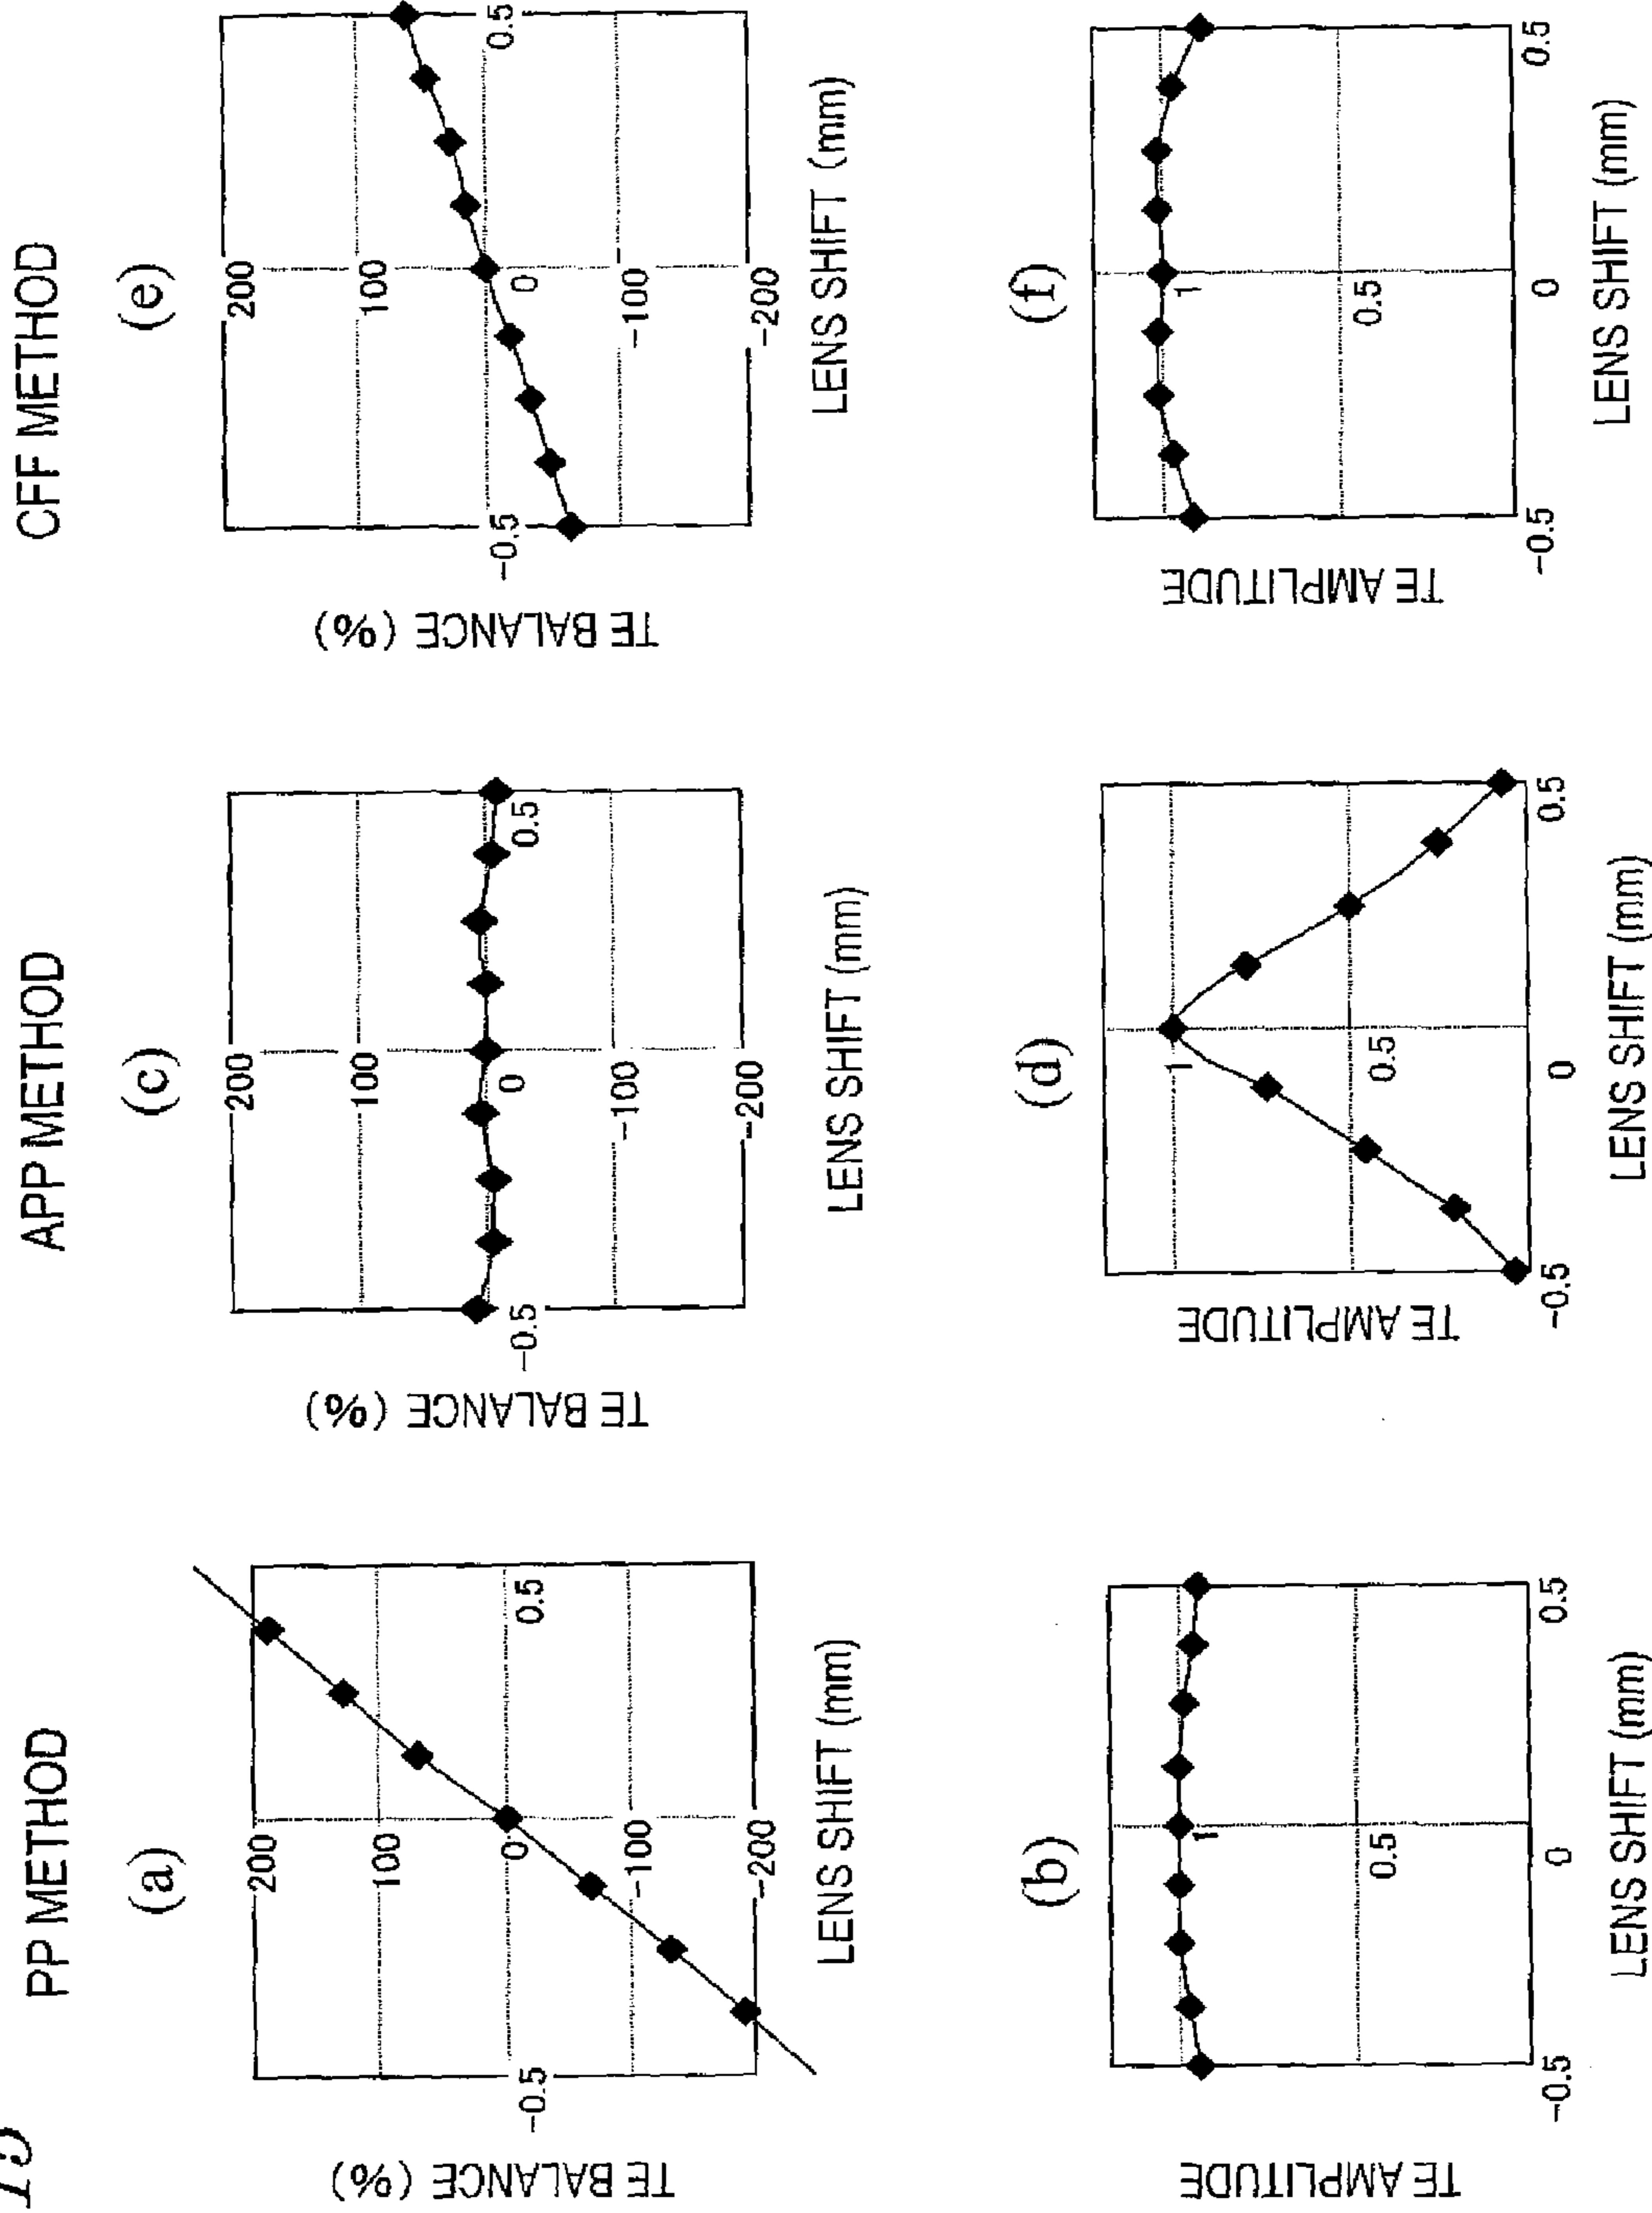 15
PP METHOD
(a)
TE BALANCE (%)
200
100
0
-100
-200
-0.5
0.5
LENS SHIFT (mm)
(b)
TE AMPLITUDE
1
0.5
-0.5
0
0.5
LENS SHIFT (mm)
APP METHOD
(c)
TE BALANCE (%)
200
100
0
-100
-200
-0.5
0.5
LENS SHIFT (mm)
(d)
TE AMPLITUDE
1
0.5
-0.5
0
0.5
LENS SHIFT (mm)
CFF METHOD
(e)
TE BALANCE (%)
200
100
0
-100
-200
-0.5
0.5
LENS SHIFT (mm)
(f)
TE AMPLITUDE
1
0.5
-0.5
0
0.5
LENS SHIFT (mm)